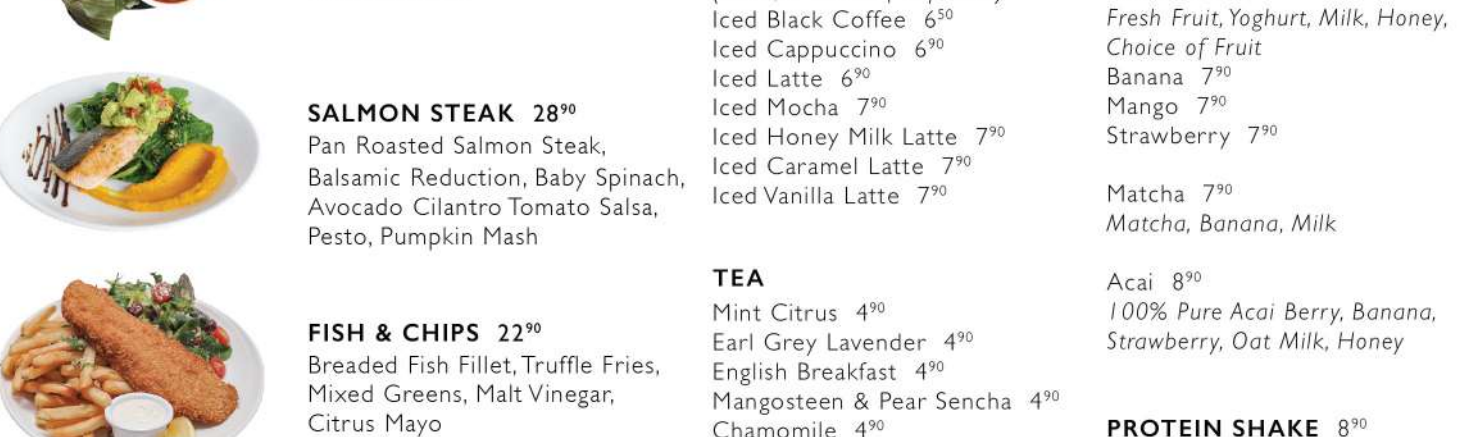 SALMON STEAK 28⁹⁰
Pan Roasted Salmon Steak,
Balsamic Reduction, Baby Spinach,
Avocado Cilantro Tomato Salsa,
Pesto, Pumpkin Mash
FISH & CHIPS 22⁹⁰
Breaded Fish Fillet, Truffle Fries,
Mixed Greens, Malt Vinegar,
Citrus Mayo
Iced Black Coffee 6⁵⁰
Iced Cappuccino 6⁹⁰
Iced Latte 6⁹⁰
Iced Mocha 7⁹⁰
Iced Honey Milk Latte 7⁹⁰
Iced Caramel Latte 7⁹⁰
Iced Vanilla Latte 7⁹⁰
TEA
Mint Citrus 4⁹⁰
Earl Grey Lavender 4⁹⁰
English Breakfast 4⁹⁰
Mangosteen & Pear Sencha 4⁹⁰
Chamomile 4⁹⁰
Fresh Fruit, Yoghurt, Milk, Honey,
Choice of Fruit
Banana 7⁹⁰
Mango 7⁹⁰
Strawberry 7⁹⁰
Matcha 7⁹⁰
Matcha, Banana, Milk
Acai 8⁹⁰
100% Pure Acai Berry, Banana,
Strawberry, Oat Milk, Honey
PROTEIN SHAKE 8⁹⁰